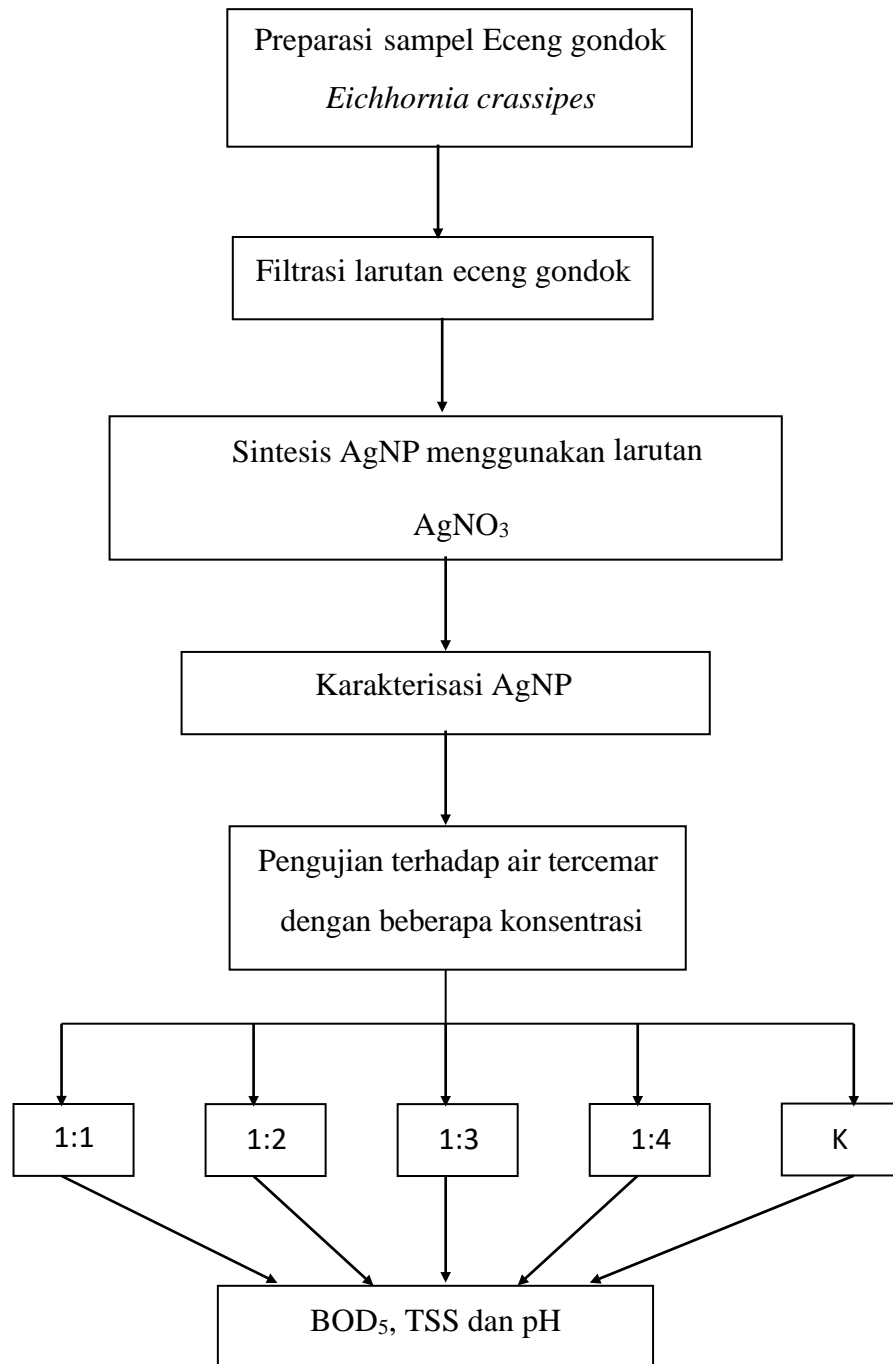 Preparasi sampel Eceng gondok
Eichhornia crassipes
Filtrasi larutan eceng gondok
Sintesis AgNP menggunakan larutan
AgNO₃
Karakterisasi AgNP
Pengujian terhadap air tercemar
dengan beberapa konsentrasi
1:1
1:2
1:3
1:4
K
BOD₅, TSS dan pH